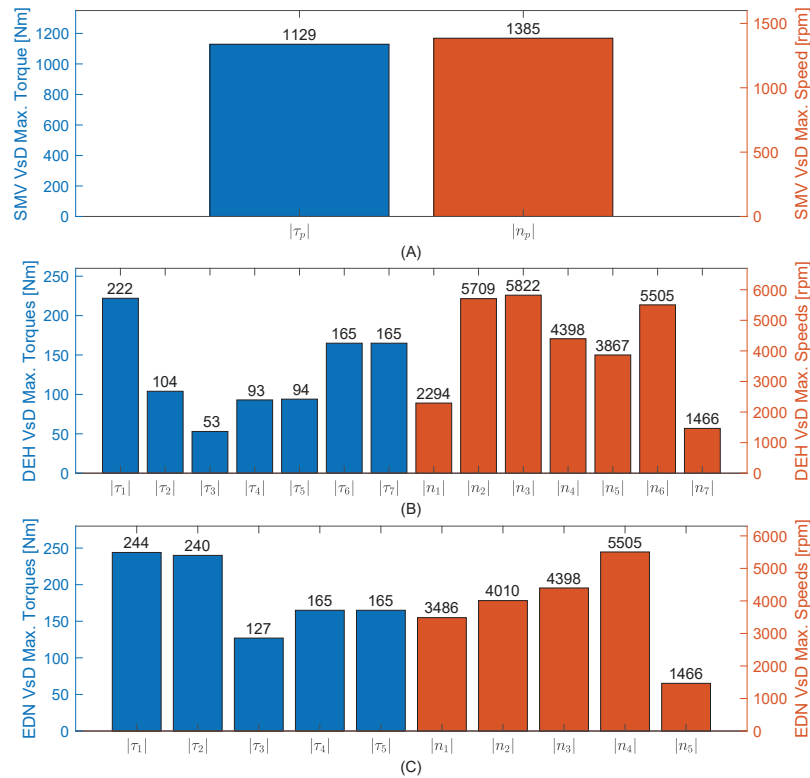 SMV VsD Max. Torque [Nm]
1200
1000
800
600
400
200
0
1129
1385
1500
1000
500
0
SMV VsD Max. Speed [rpm]
|τp| |np|
(A)
DEH VsD Max. Torques [Nm]
250
200
150
100
50
0
222 104 53 93 94 165 165 2294 5709 5822 4398 3867 5505 1466
6000
5000
4000
3000
2000
1000
0
DEH VsD Max. Speeds [rpm]
|τ1| |τ2| |τ3| |τ4| |τ5| |τ6| |τ7| |n1| |n2| |n3| |n4| |n5| |n6| |n7|
(B)
EDN VsD Max. Torques [Nm]
250
200
150
100
50
0
244 240 127 165 165 3486 4010 4398 5505 1466
6000
5000
4000
3000
2000
1000
0
EDN VsD Max. Speeds [rpm]
|τ1| |τ2| |τ3| |τ4| |τ5| |n1| |n2| |n3| |n4| |n5|
(C)